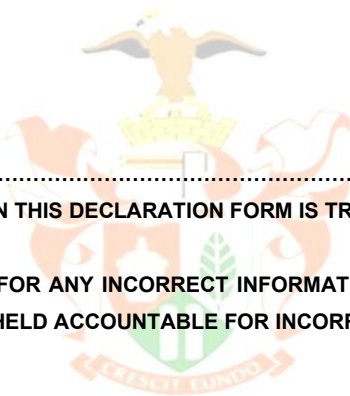 ........................................................
N THIS DECLARATION FORM IS TR
FOR ANY INCORRECT INFORMAT
HELD ACCOUNTABLE FOR INCORR
CRESCIT EUNDO